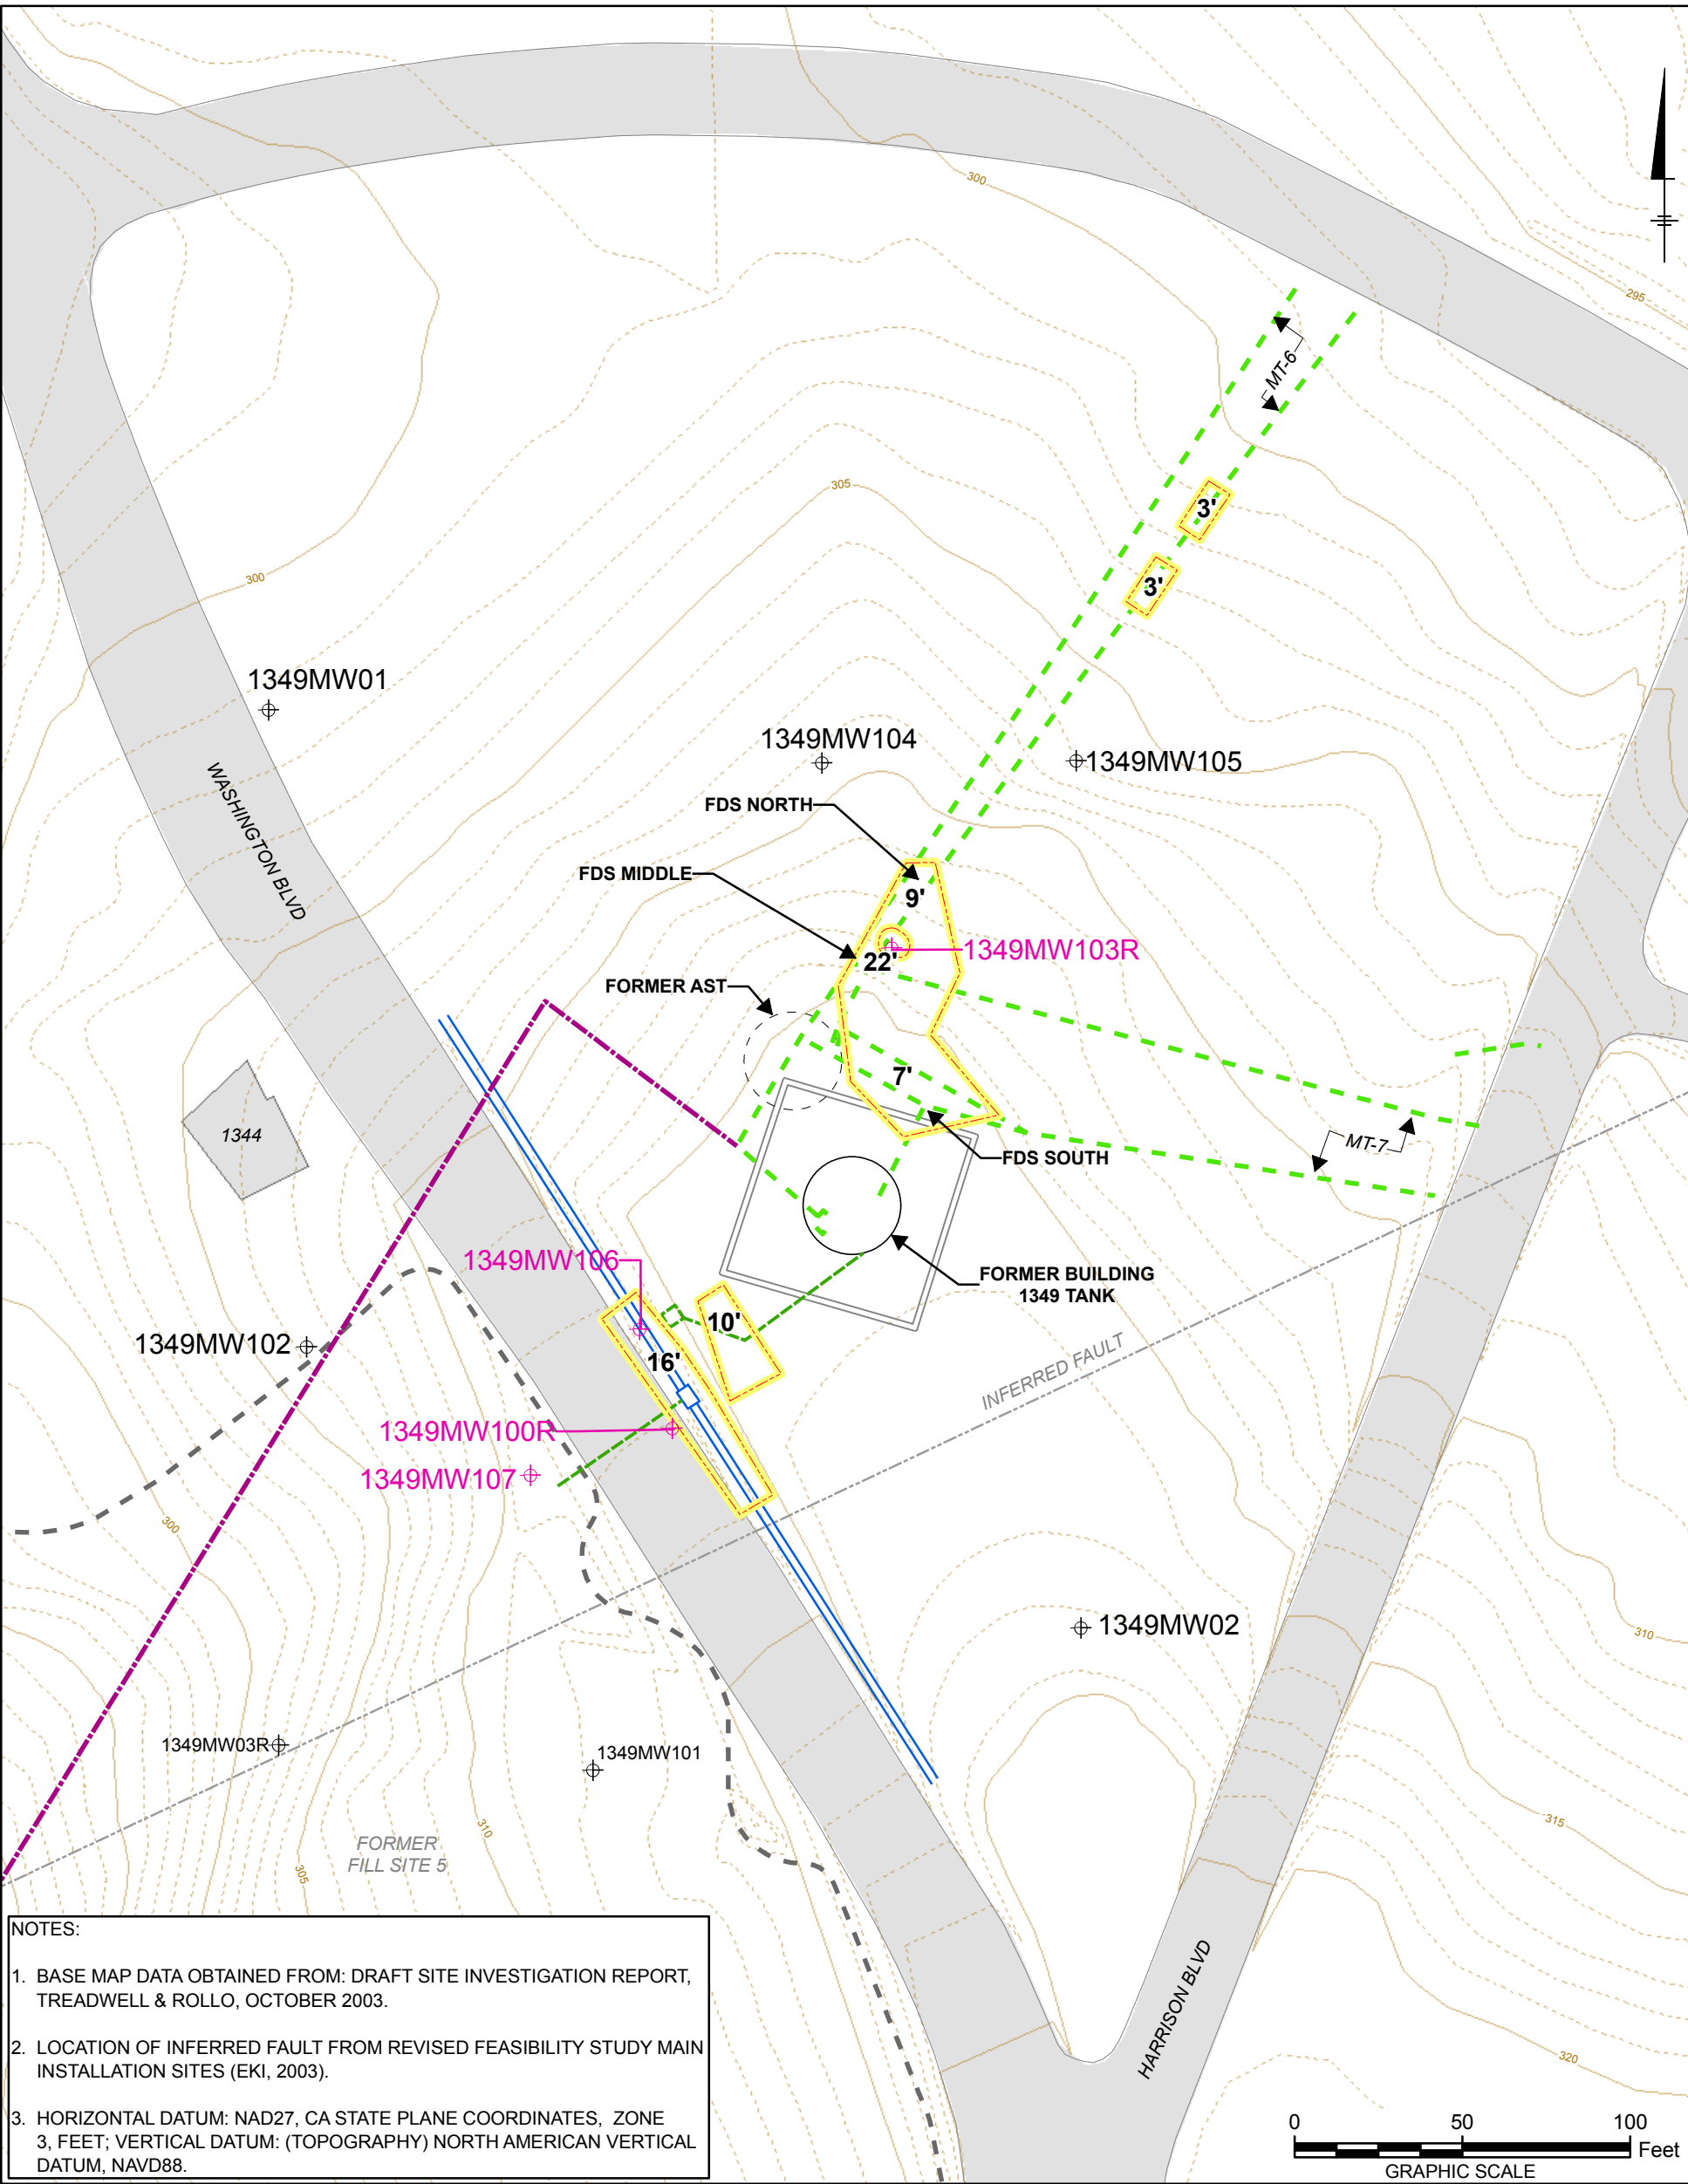 300
295
MT-6
305
3'
300
3'
1349MW01
1349MW104
1349MW105
WASHINGTON BLVD
FDS NORTH
FDS MIDDLE
9'
1349MW103R
22'
FORMER AST
7'
1344
MT-7
FDS SOUTH
1349MW106
FORMER BUILDING
1349 TANK
10'
1349MW102
16'
INFERRED FAULT
1349MW100R
1349MW107
300
1349MW02
310
1349MW03R
1349MW101
315
310
FORMER
FILL SITE 5
305
HARRISON BLVD
320
NOTES:
1. BASE MAP DATA OBTAINED FROM: DRAFT SITE INVESTIGATION REPORT,
TREADWELL & ROLLO, OCTOBER 2003.
2. LOCATION OF INFERRED FAULT FROM REVISED FEASIBILITY STUDY MAIN
INSTALLATION SITES (EKI, 2003).
3. HORIZONTAL DATUM: NAD27, CA STATE PLANE COORDINATES, ZONE
3, FEET; VERTICAL DATUM: (TOPOGRAPHY) NORTH AMERICAN VERTICAL
DATUM, NAVD88.
0 50 100
Feet
GRAPHIC SCALE